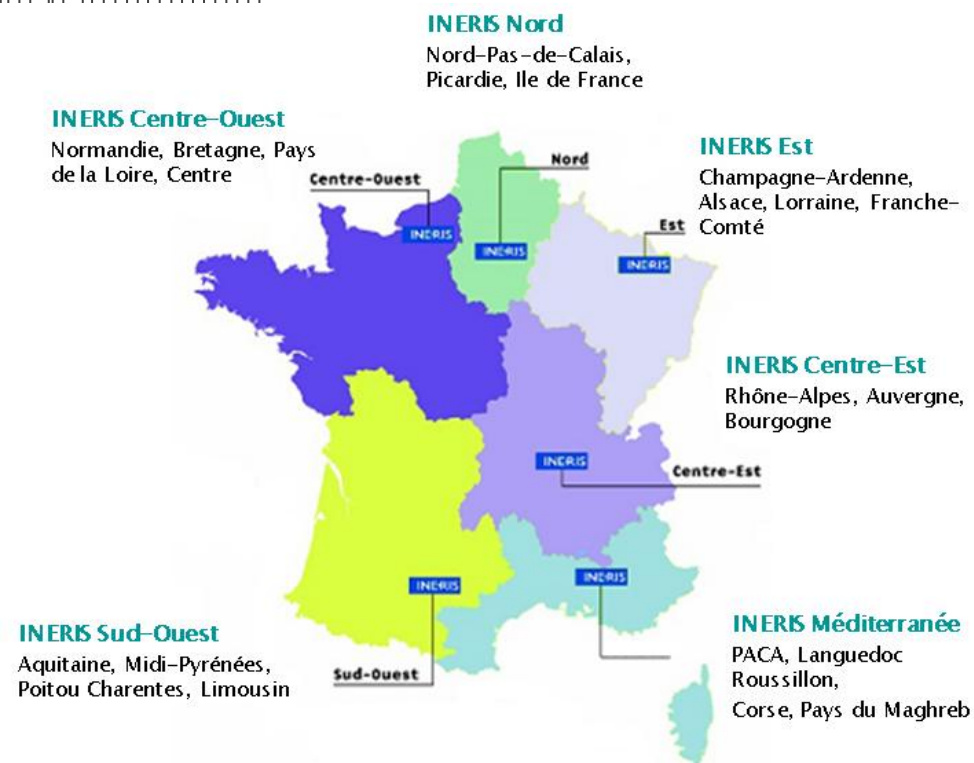 INERIS Nord
Nord-Pas-de-Calais,
Picardie, Ile de France
INERIS Centre-Ouest
Normandie, Bretagne, Pays
de la Loire, Centre
INERIS Est
Champagne-Ardenne,
Alsace, Lorraine, Franche-
Comté
Nord
Centre-Ouest
Est
INERIS
INERIS
INERIS
INERIS Centre-Est
Rhône-Alpes, Auvergne,
Bourgogne
INERIS
Centre-Est
INERIS
INERIS
INERIS Sud-Ouest
Aquitaine, Midi-Pyrénées,
Poitou Charentes, Limousin
Sud-Ouest
INERIS Méditerranée
PACA, Languedoc
Roussillon,
Corse, Pays du Maghreb